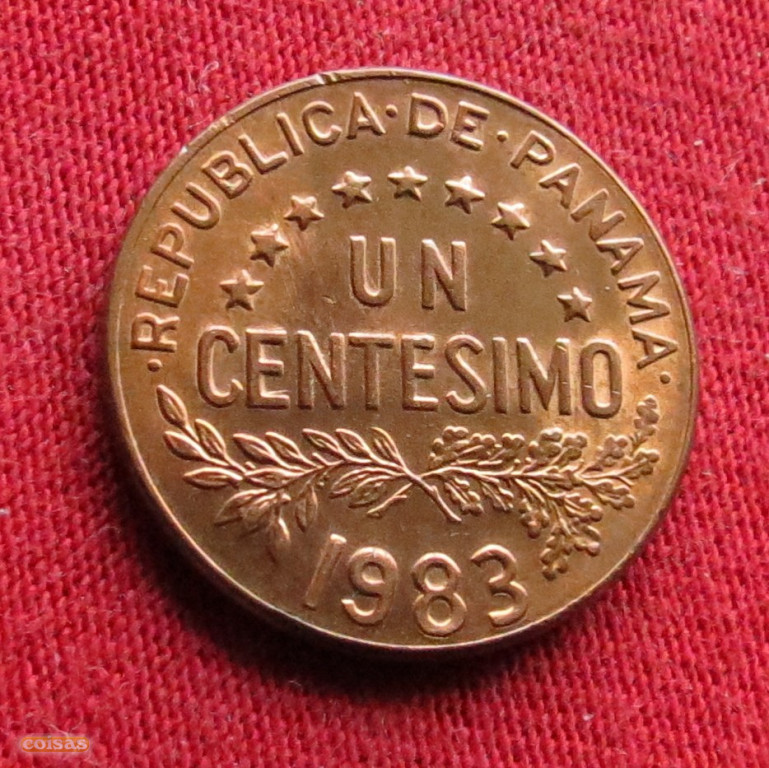 ·REPUBLICA·DE·PANAMA·
UN
CENTESIMO
1983
coisas